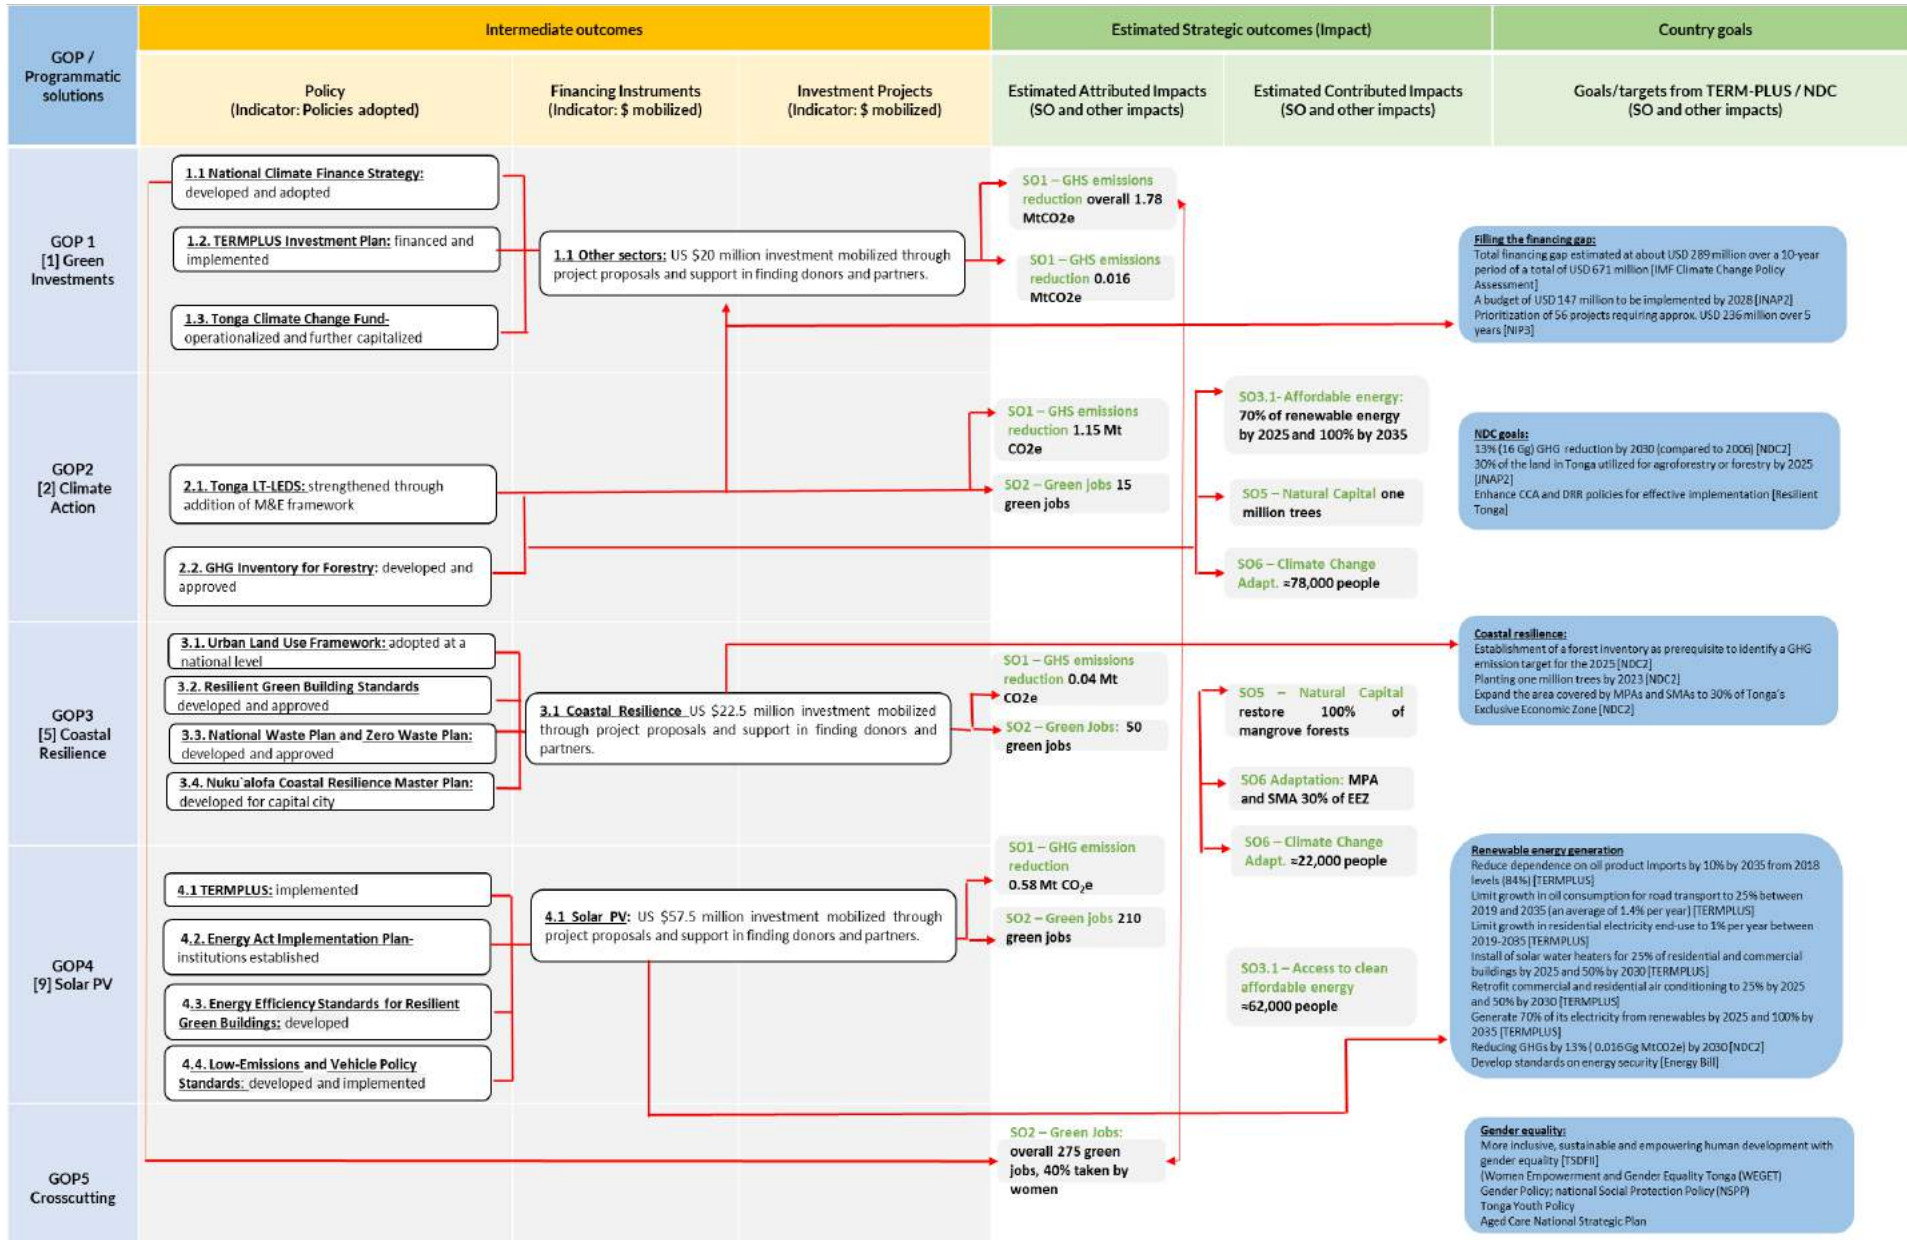 GOP /
Programmatic
solutions
Intermediate outcomes
Estimated Strategic outcomes (Impact)
Country goals
Policy
(Indicator: Policies adopted)
Financing Instruments
(Indicator: $ mobilized)
Investment Projects
(Indicator: $ mobilized)
Estimated Attributed Impacts
(SO and other impacts)
Estimated Contributed Impacts
(SO and other impacts)
Goals/targets from TERM-PLUS / NDC
(SO and other impacts)
GOP 1
[1] Green
Investments
1.1 National Climate Finance Strategy:
developed and adopted
1.2. TERMPLUS Investment Plan: financed and
implemented
1.3. Tonga Climate Change Fund-
operationalized and further capitalized
1.1 Other sectors: US $20 million investment mobilized through
project proposals and support in finding donors and partners.
SO1 – GHS emissions
reduction overall 1.78
MtCO2e
SO1 – GHS emissions
reduction 0.016
MtCO2e
Filling the financing gap:
Total financing gap estimated at about USD 289 million over a 10-year
period of a total of USD 671 million [IMF Climate Change Policy
Assessment]
A budget of USD 147 million to be implemented by 2028 [JNAP2]
Prioritization of 56 projects requiring approx. USD 236 million over 5
years [NIP3]
GOP2
[2] Climate
Action
2.1. Tonga LT-LEDS: strengthened through
addition of M&E framework
2.2. GHG Inventory for Forestry: developed and
approved
SO1 – GHS emissions
reduction 1.15 Mt
CO2e
SO2 – Green jobs 15
green jobs
SO3.1- Affordable energy:
70% of renewable energy
by 2025 and 100% by 2035
SO5 – Natural Capital one
million trees
SO6 – Climate Change
Adapt. ≈78,000 people
NDC goals:
13% (16 Gg) GHG reduction by 2030 (compared to 2006) [NDC2]
30% of the land in Tonga utilized for agroforestry or forestry by 2025
[JNAP2]
Enhance CCA and DRR policies for effective implementation [Resilient
Tonga]
GOP3
[5] Coastal
Resilience
3.1. Urban Land Use Framework: adopted at a
national level
3.2. Resilient Green Building Standards
developed and approved
3.3. National Waste Plan and Zero Waste Plan:
developed and approved
3.4. Nuku`alofa Coastal Resilience Master Plan:
developed for capital city
3.1 Coastal Resilience US $22.5 million investment mobilized
through project proposals and support in finding donors and
partners.
SO1 – GHS emissions
reduction 0.04 Mt
CO2e
SO2 – Green Jobs: 50
green jobs
SO5 – Natural Capital
restore 100% of
mangrove forests
SO6 Adaptation: MPA
and SMA 30% of EEZ
SO6 – Climate Change
Adapt. ≈22,000 people
Coastal resilience:
Establishment of a forest inventory as prerequisite to identify a GHG
emission target for the 2025 [NDC2]
Planting one million trees by 2023 [NDC2]
Expand the area covered by MPAs and SMAs to 30% of Tonga's
Exclusive Economic Zone [NDC2]
GOP4
[9] Solar PV
4.1 TERMPLUS: implemented
4.2. Energy Act Implementation Plan-
institutions established
4.3. Energy Efficiency Standards for Resilient
Green Buildings: developed
4.4. Low-Emissions and Vehicle Policy
Standards: developed and implemented
4.1 Solar PV: US $57.5 million investment mobilized through
project proposals and support in finding donors and partners.
SO1 – GHG emission
reduction
0.58 Mt CO₂e
SO2 – Green jobs 210
green jobs
SO3.1 – Access to clean
affordable energy
≈62,000 people
Renewable energy generation
Reduce dependence on oil product imports by 10% by 2035 from 2018
levels (84%) [TERMPLUS]
Limit growth in oil consumption for road transport to 25% between
2019 and 2035 (an average of 1.4% per year) [TERMPLUS]
Limit growth in residential electricity end-use to 1% per year between
2019-2035 [TERMPLUS]
Install of solar water heaters for 25% of residential and commercial
buildings by 2025 and 50% by 2030 [TERMPLUS]
Retrofit commercial and residential air conditioning to 25% by 2025
and 50% by 2030 [TERMPLUS]
Generate 70% of its electricity from renewables by 2025 and 100% by
2035 [TERMPLUS]
Reducing GHGs by 13% ( 0.016Gg MtCO2e) by 2030 [NDC2]
Develop standards on energy security [Energy Bill]
GOP5
Crosscutting
SO2 – Green Jobs:
overall 275 green
jobs, 40% taken by
women
Gender equality:
More inclusive, sustainable and empowering human development with
gender equality [TSDFII]
(Women Empowerment and Gender Equality Tonga (WEGET)
Gender Policy; national Social Protection Policy (NSPP)
Tonga Youth Policy
Aged Care National Strategic Plan